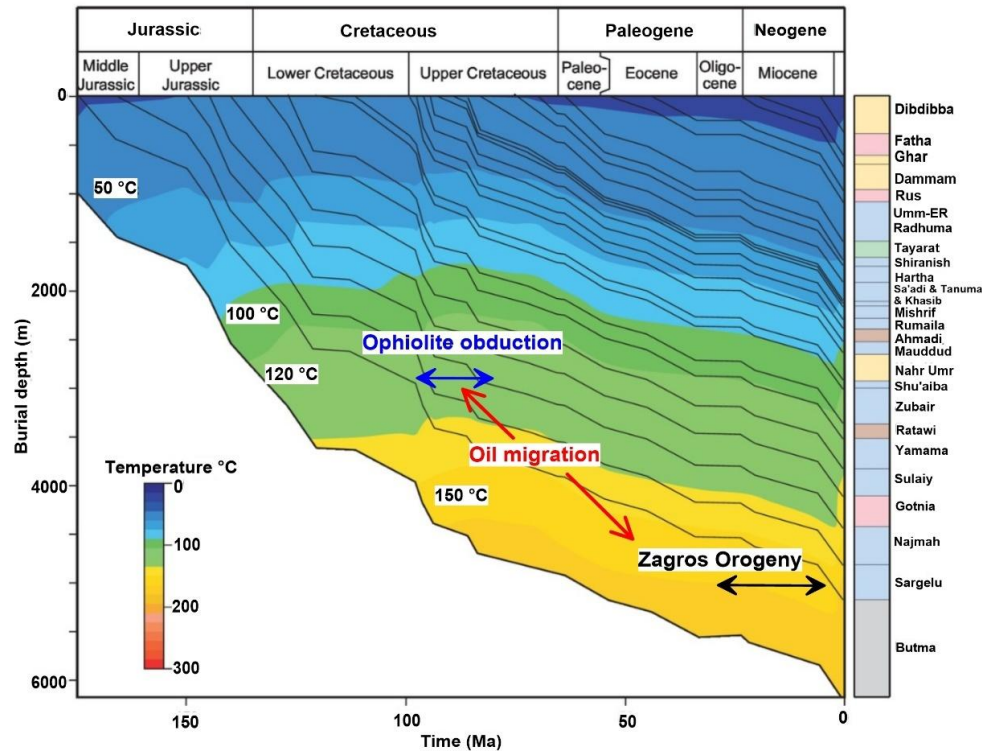 Jurassic
Cretaceous
Paleogene
Neogene
Middle
Jurassic
Upper
Jurassic
Lower Cretaceous
Upper Cretaceous
Paleo-
cene
Eocene
Oligo-
cene
Miocene
0
2000
4000
6000
Burial depth (m)
50 °C
100 °C
120 °C
150 °C
Ophiolite obduction
Oil migration
Zagros Orogeny
Temperature °C
0
100
200
300
150
100
50
0
Time (Ma)
Dibdibba
Fatha
Ghar
Dammam
Rus
Umm-ER
Radhuma
Tayarat
Shiranish
Hartha
Sa'adi & Tanuma
& Khasib
Mishrif
Rumaila
Ahmadi
Mauddud
Nahr Umr
Shu'aiba
Zubair
Ratawi
Yamama
Sulaiy
Gotnia
Najmah
Sargelu
Butma